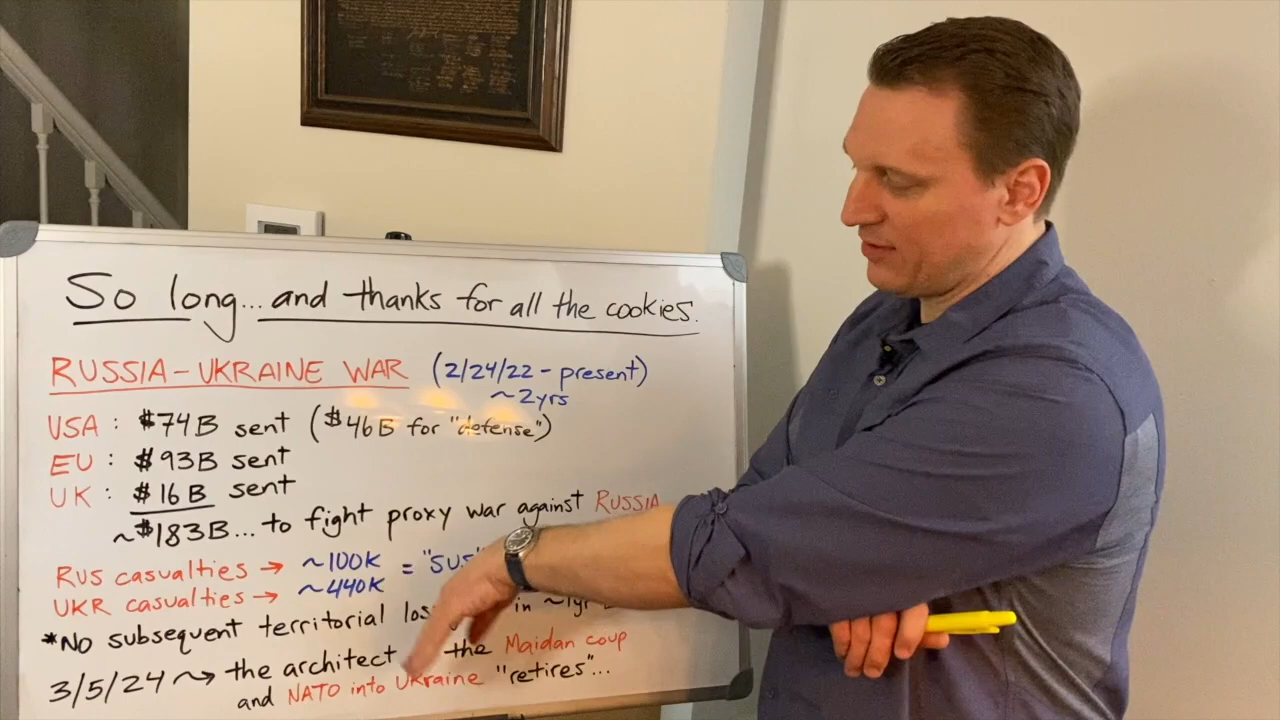 So long... and thanks for all the cookies.
RUSSIA-UKRAINE WAR (2/24/22 - present)
~2yrs
USA: $74B sent ($46B for "defense")
EU: $93B sent
UK: $16B sent
~$183B... to fight proxy war against RUSSIA
RUS casualties → ~100K
UKR casualties → ~440K
= "sus"
*No subsequent territorial in ~1yr
3/5/24 ⤳ the architect the Maidan coup
and NATO into Ukraine "retires"...